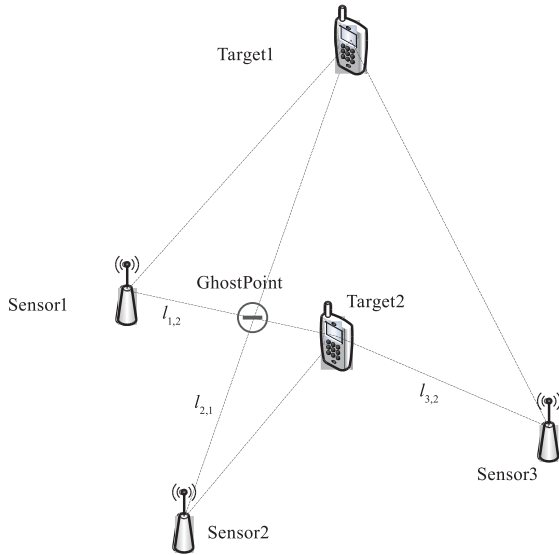 Target1
GhostPoint
Target2
Sensor1
l1,2
l2,1
l3,2
Sensor3
Sensor2